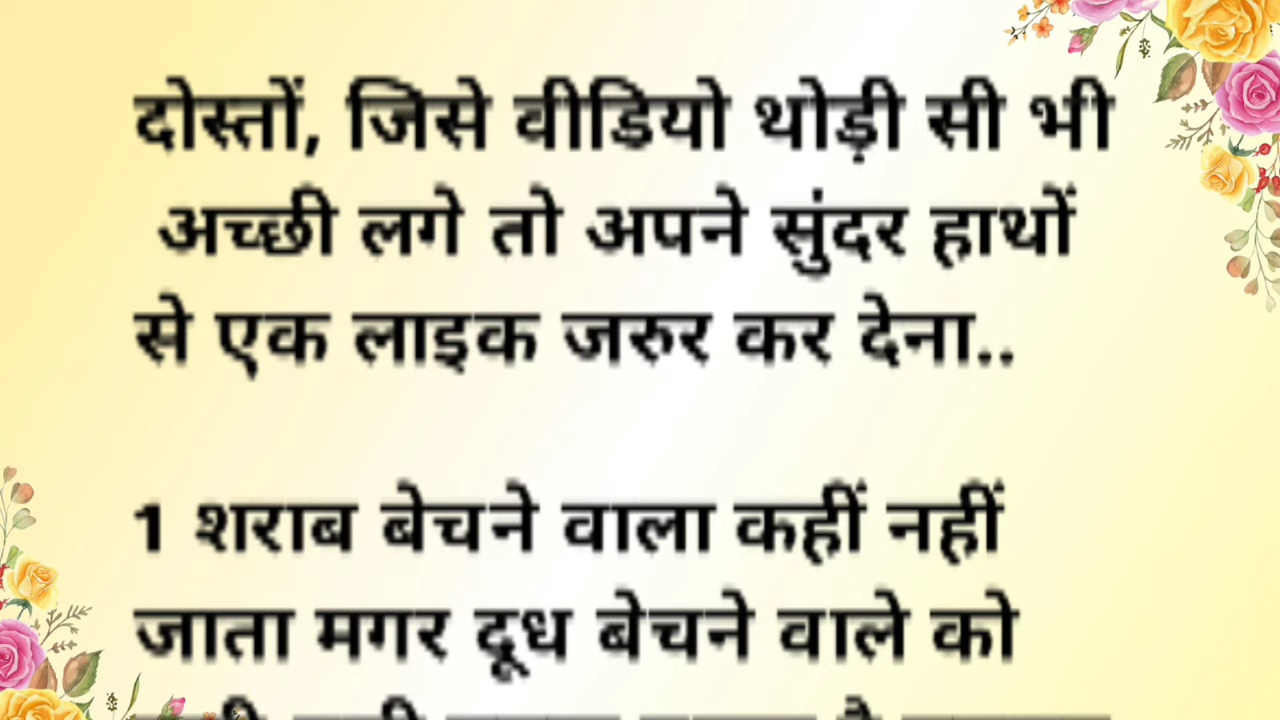 दोस्तों, जिसे वीडियो थोड़ी सी भी
अच्छी लगे तो अपने सुंदर हाथों
से एक लाइक जरुर कर देना..
1 शराब बेचने वाला कहीं नहीं
जाता मगर दूध बेचने वाले को